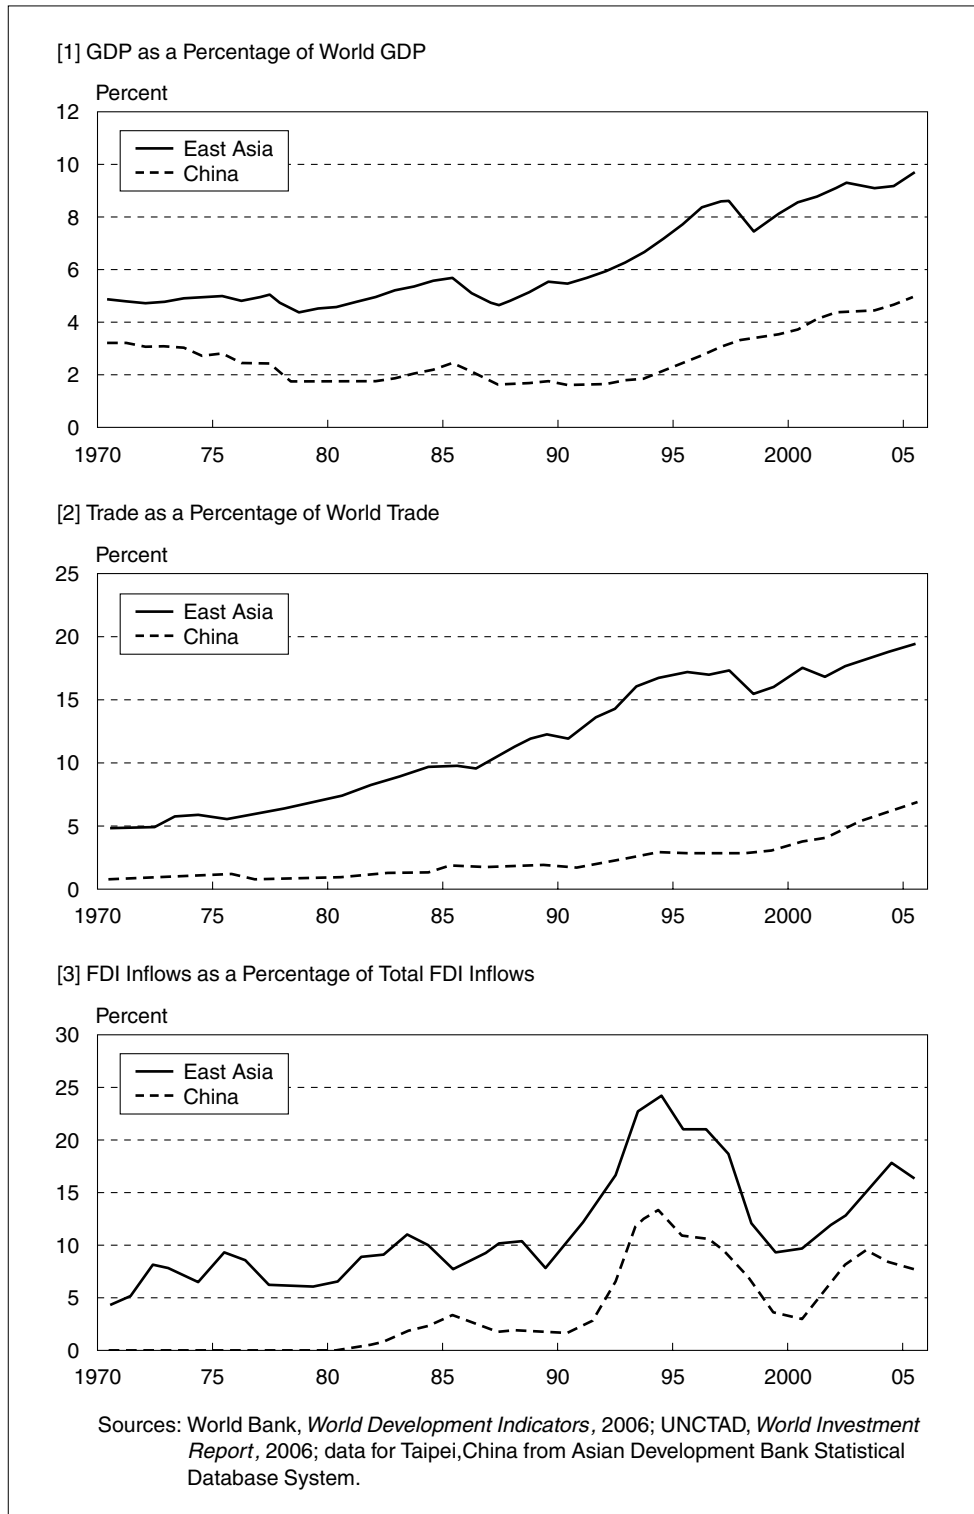 [1] GDP as a Percentage of World GDP
Percent
12
East Asia
China
10
8
6
4
2
0
1970 75 80 85 90 95 2000 05
[2] Trade as a Percentage of World Trade
Percent
25
East Asia
China
20
15
10
5
0
1970 75 80 85 90 95 2000 05
[3] FDI Inflows as a Percentage of Total FDI Inflows
Percent
30
East Asia
China
25
20
15
10
5
0
1970 75 80 85 90 95 2000 05
Sources: World Bank, World Development Indicators, 2006; UNCTAD, World Investment
Report, 2006; data for Taipei,China from Asian Development Bank Statistical
Database System.